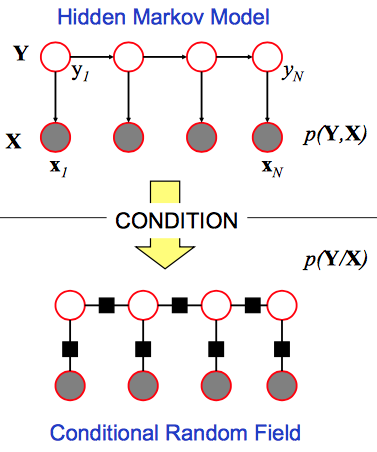 Hidden Markov Model
Y
y1
yN
X
p(Y,X)
x1
xN
CONDITION
p(Y/X)
Conditional Random Field